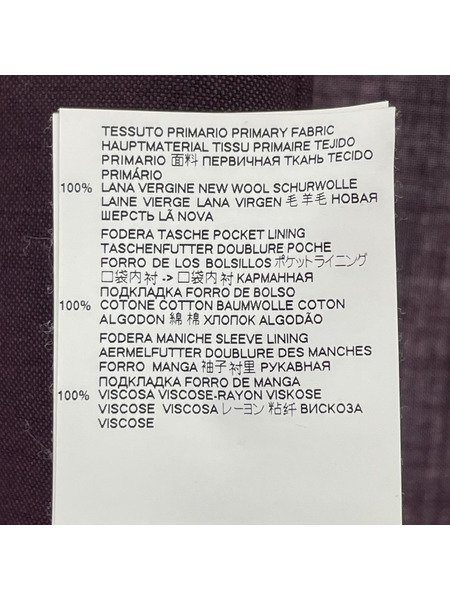 TESSUTO PRIMARIO PRIMARY FABRIC
HAUPTMATERIAL TISSU PRIMAIRE TEJIDO
PRIMARIO 面料 ПЕРВИЧНАЯ ТКАНЬ TECIDO
PRIMÁRIO
100% LANA VERGINE NEW WOOL SCHURWOLLE
LAINE VIERGE LANA VIRGEN 毛 羊毛 НОВАЯ
ШЕРСТЬ LÃ NOVA
FODERA TASCHE POCKET LINING
TASCHENFUTTER DOUBLURE POCHE
FORRO DE LOS BOLSILLOS ポケットライニング
口袋内衬 -> 口袋内衬 КАРМАННАЯ
ПОДКЛАДКА FORRO DE BOLSO
100% COTONE COTTON BAUMWOLLE COTON
ALGODON 綿 棉 ХЛОПОК ALGODÃO
FODERA MANICHE SLEEVE LINING
AERMELFUTTER DOUBLURE DES MANCHES
FORRO MANGA 袖子衬里 РУКАВНАЯ
ПОДКЛАДКА FORRO DE MANGA
100% VISCOSA VISCOSE-RAYON VISKOSE
VISCOSE VISCOSA レーヨン 粘纤 ВИСКОЗА
VISCOSE